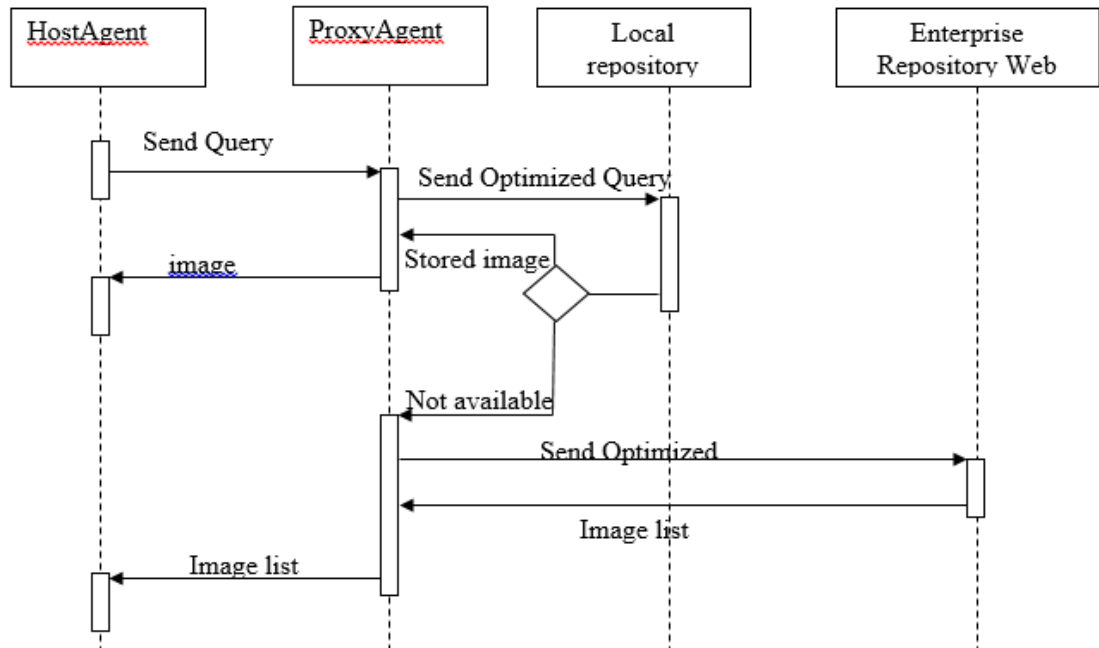 HostAgent
ProxyAgent
Local
repository
Enterprise
Repository Web
Send Query
Send Optimized Query
Stored image
image
Not available
Send Optimized
Image list
Image list